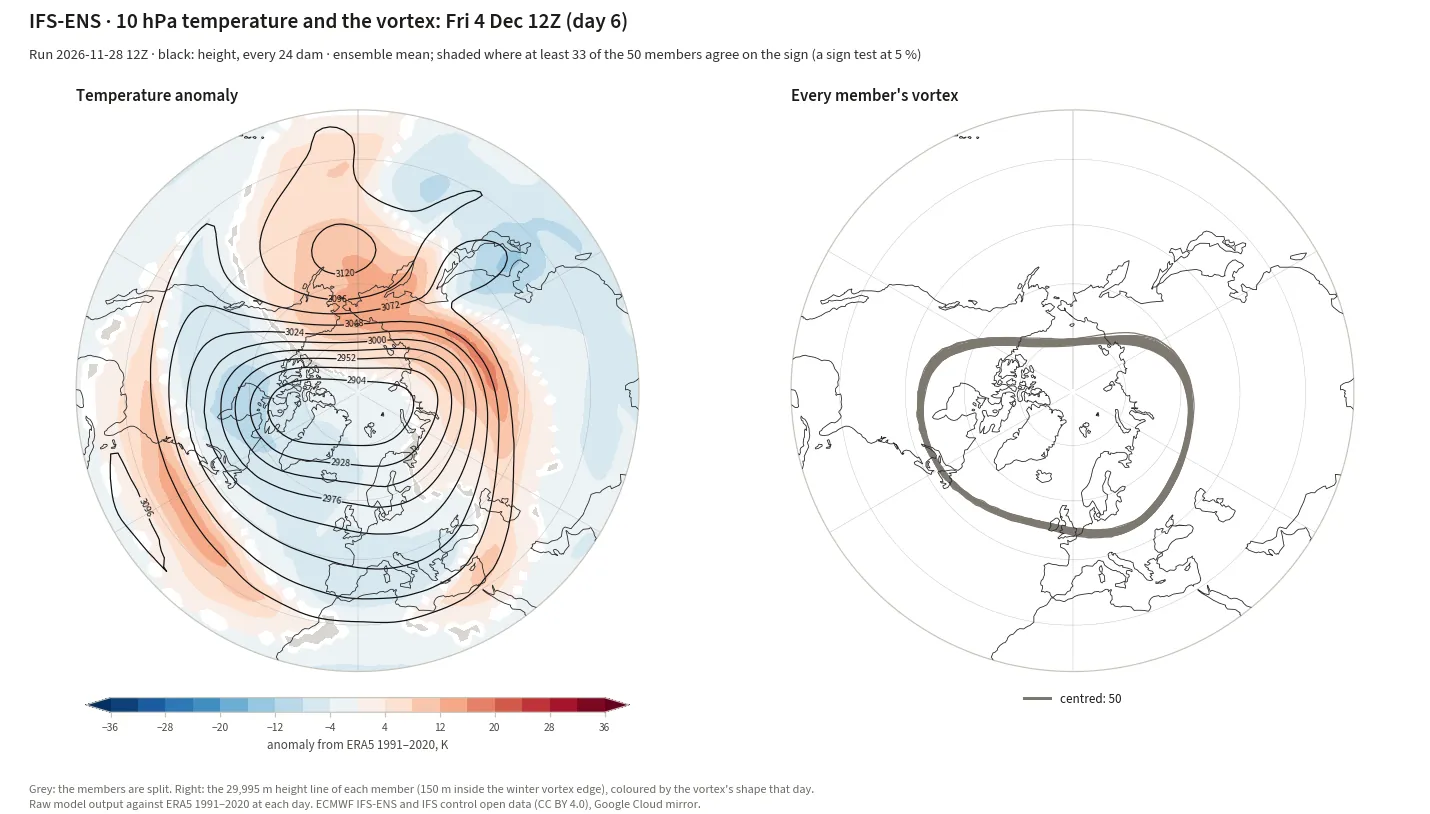 IFS-ENS · 10 hPa temperature and the vortex: Fri 4 Dec 12Z (day 6)
Run 2026-11-28 12Z · black: height, every 24 dam · ensemble mean; shaded where at least 33 of the 50 members agree on the sign (a sign test at 5 %)
Temperature anomaly
Every member's vortex
3120
3096
3072
3048
3024
3000
2952
2904
2928
2976
3096
centred: 50
−36 −28 −20 −12 −4 4 12 20 28 36
anomaly from ERA5 1991–2020, K
Grey: the members are split. Right: the 29,995 m height line of each member (150 m inside the winter vortex edge), coloured by the vortex's shape that day.
Raw model output against ERA5 1991–2020 at each day. ECMWF IFS-ENS and IFS control open data (CC BY 4.0), Google Cloud mirror.